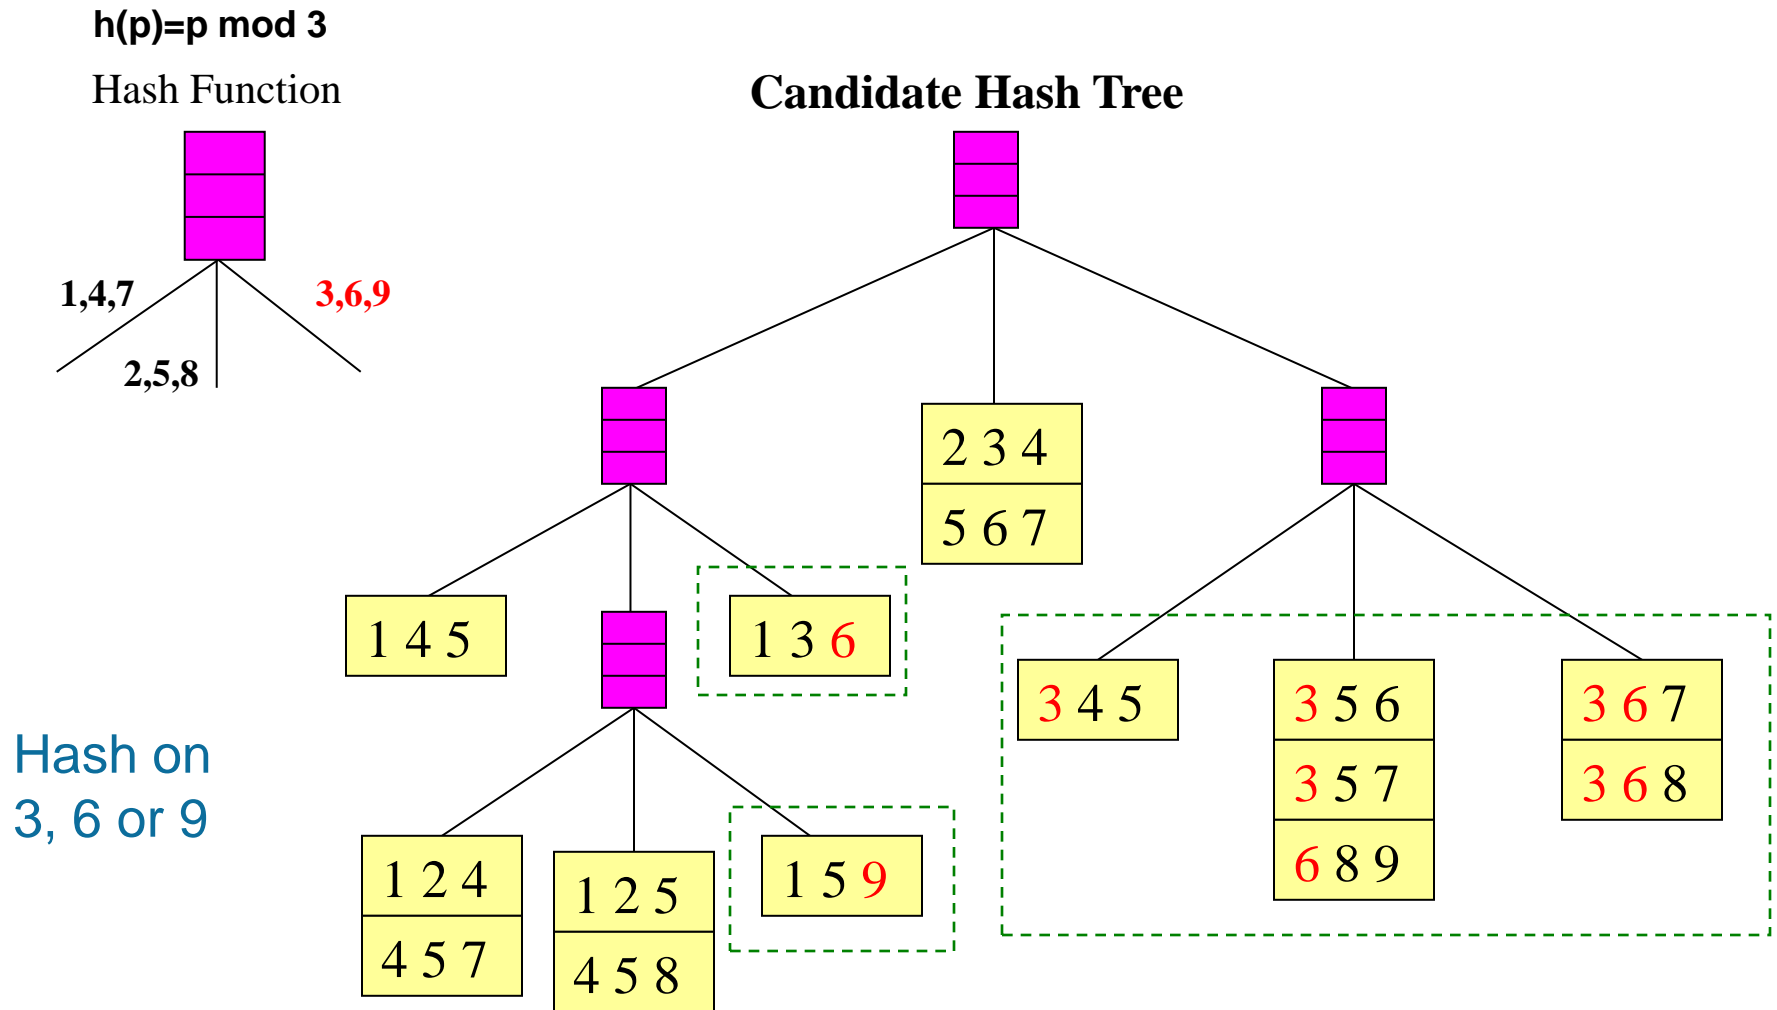 h(p)=p mod 3
Hash Function
Candidate Hash Tree
1,4,7
3,6,9
2,5,8
2 3 4
5 6 7
1 4 5
1 3 6
3 4 5
3 5 6
3 6 7
3 5 7
3 6 8
6 8 9
Hash on
3, 6 or 9
1 2 4
1 2 5
1 5 9
4 5 7
4 5 8